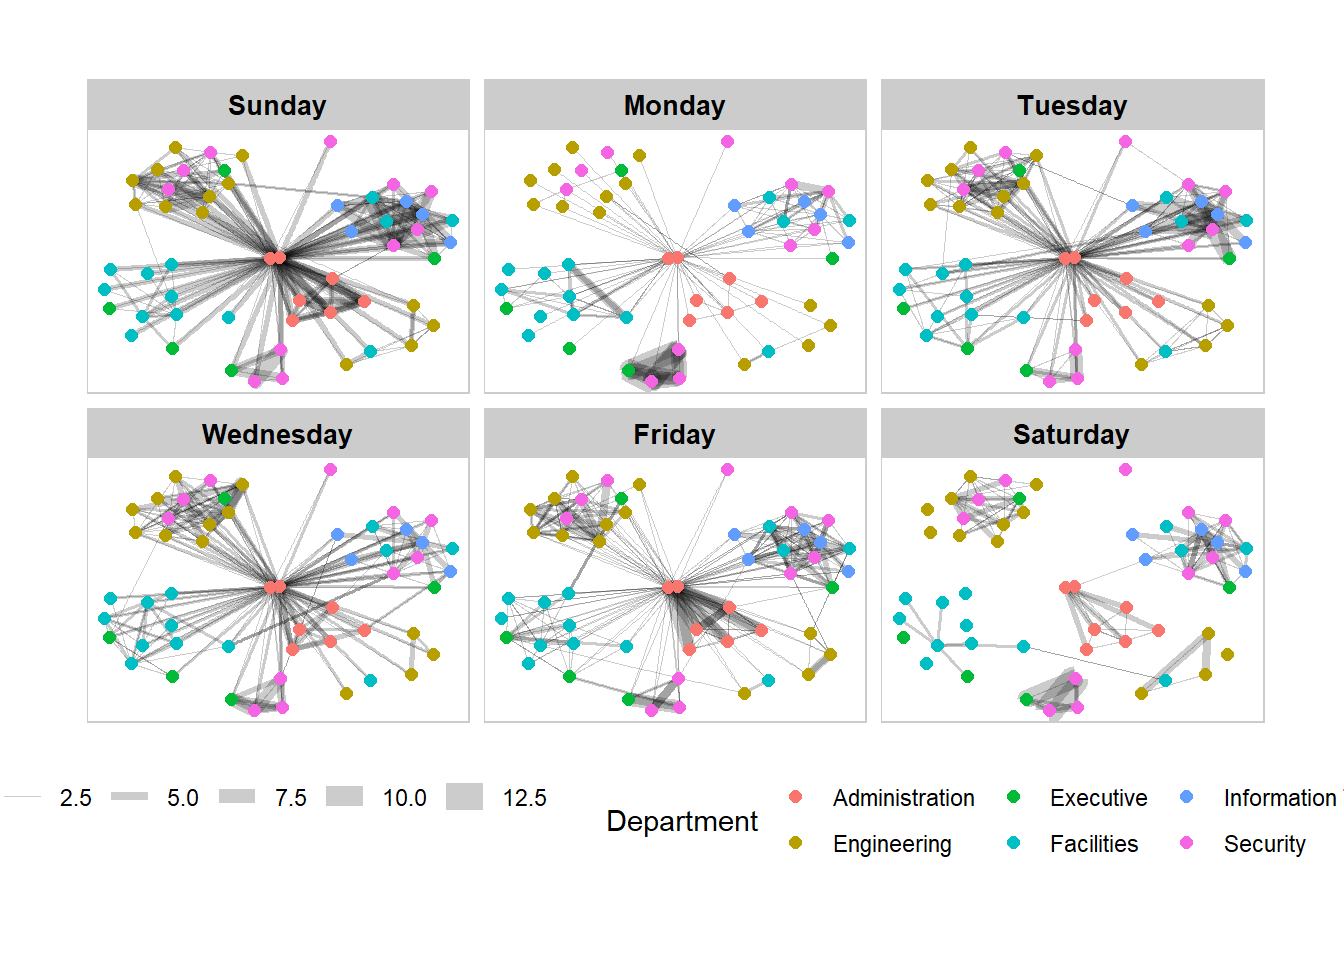 Sunday Monday Tuesday
Wednesday Friday Saturday
2.5 5.0 7.5 10.0 12.5
Department
Administration Executive Information
Engineering Facilities Security